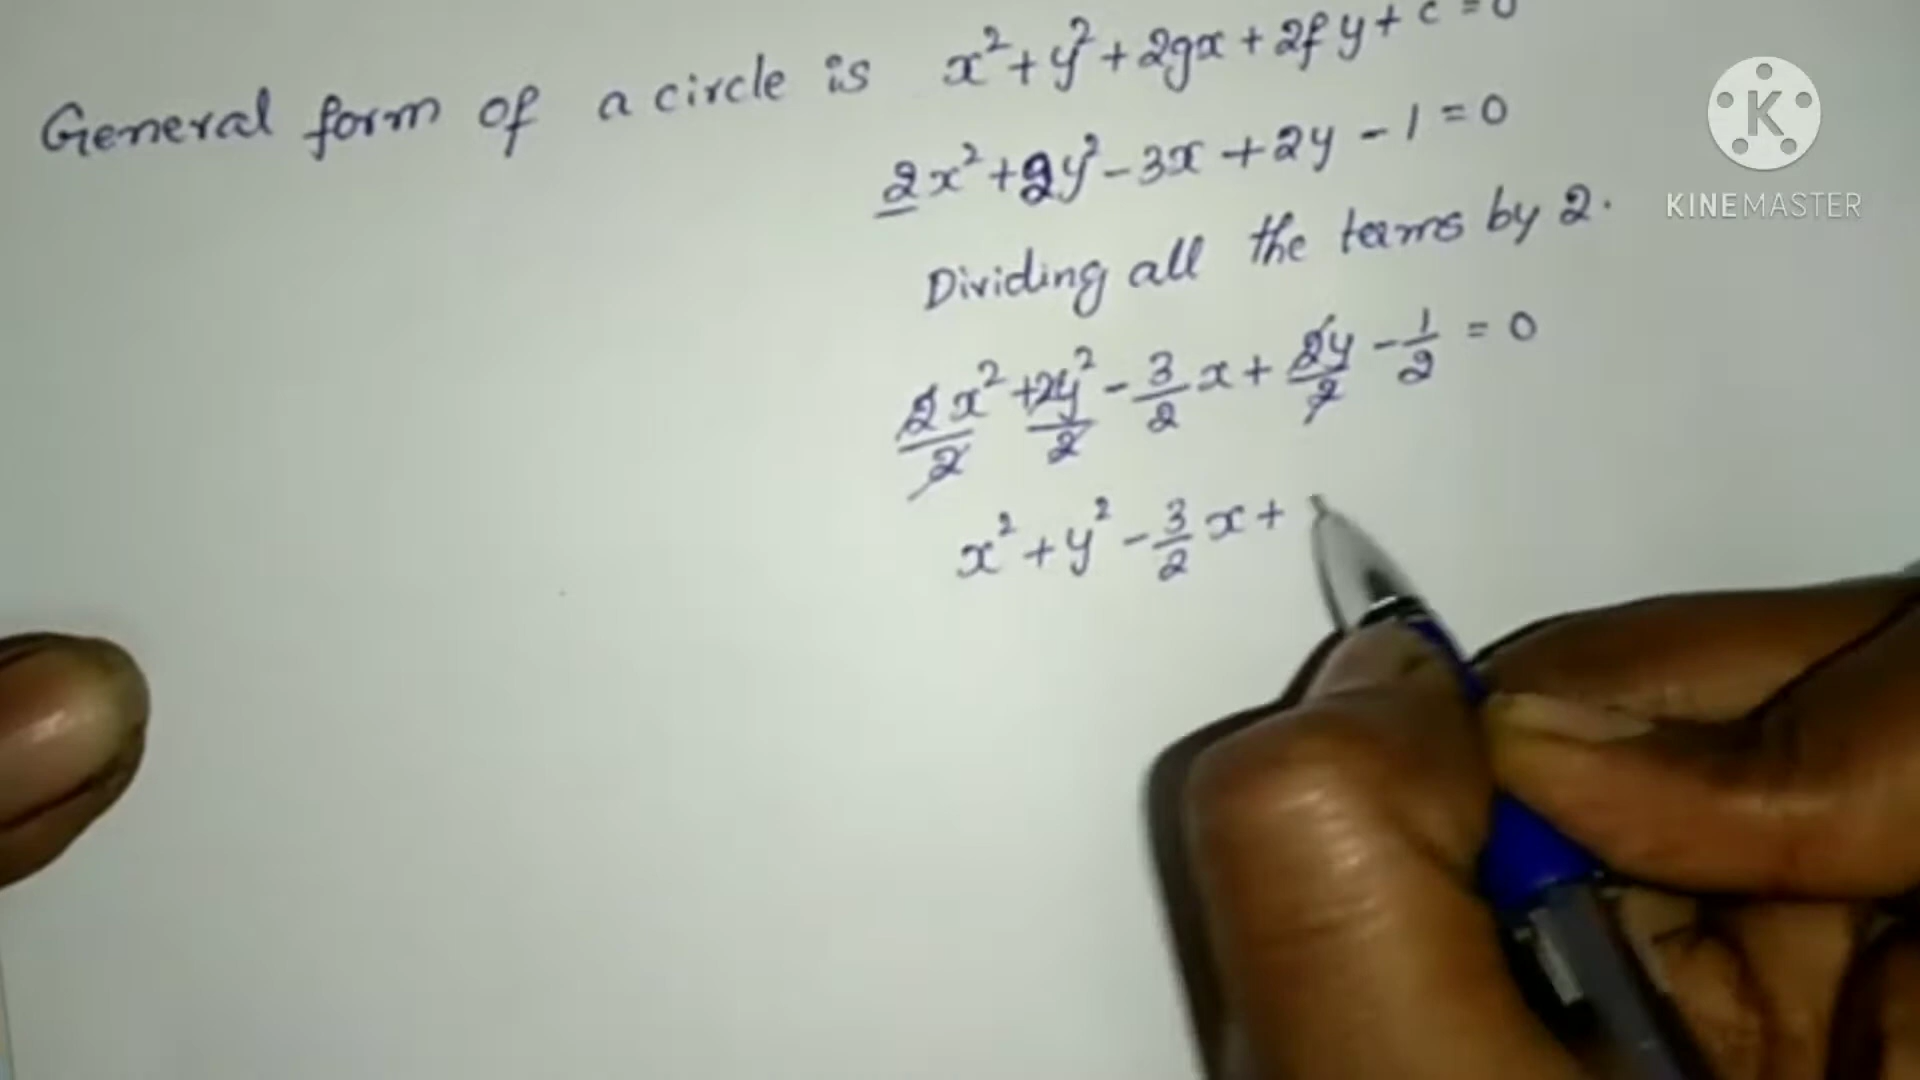 General form of a circle is x² + y² + 2gx + 2fy + c = 0
2x² + 2y² - 3x + 2y - 1 = 0
Dividing all the terms by 2.
2x²/2 + 2y²/2 - 3/2 x + 2y/2 - 1/2 = 0
x² + y² - 3/2 x +
K
KINEMASTER